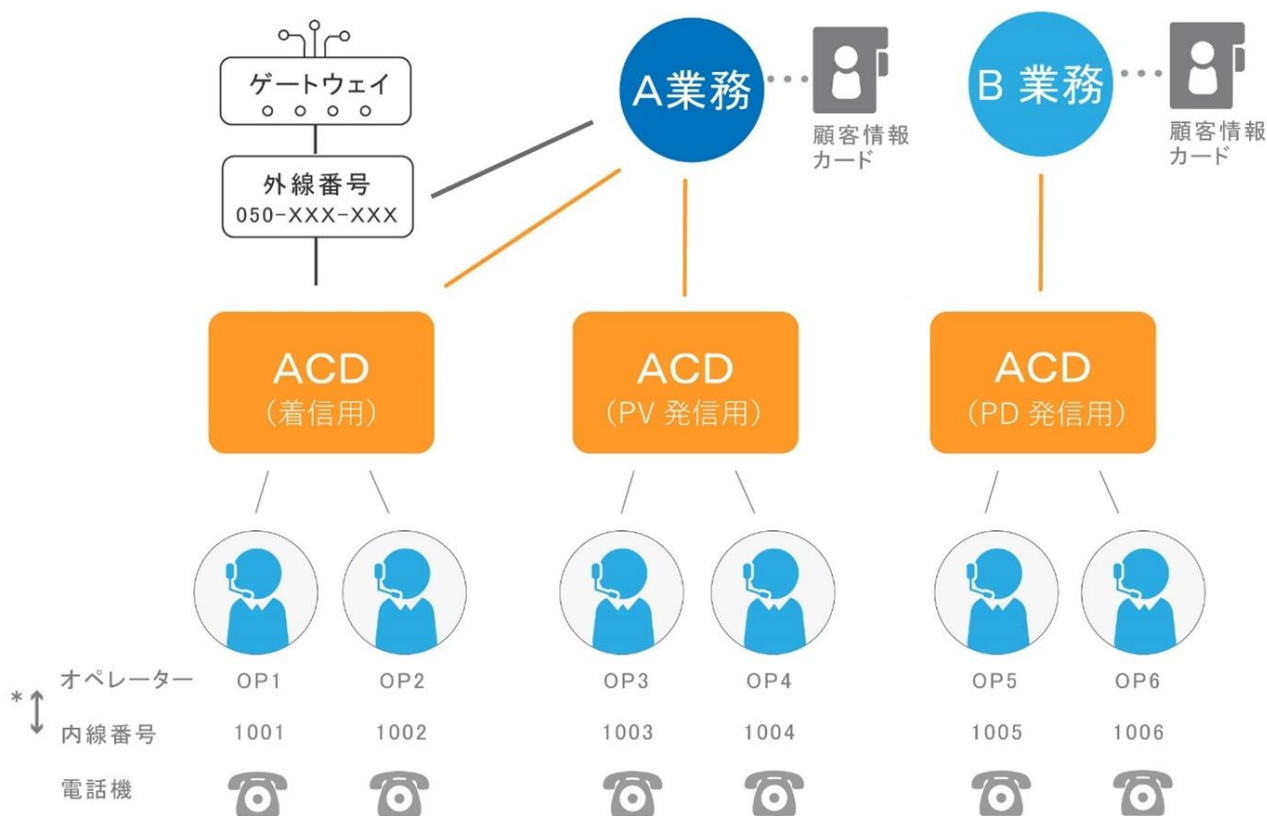 ゲートウェイ
外線番号
050-XXX-XXX
A業務
顧客情報
カード
B 業務
顧客情報
カード
ACD
(着信用)
ACD
(PV 発信用)
ACD
(PD 発信用)
オペレーター OP1 OP2 OP3 OP4 OP5 OP6
*
内線番号 1001 1002 1003 1004 1005 1006
電話機